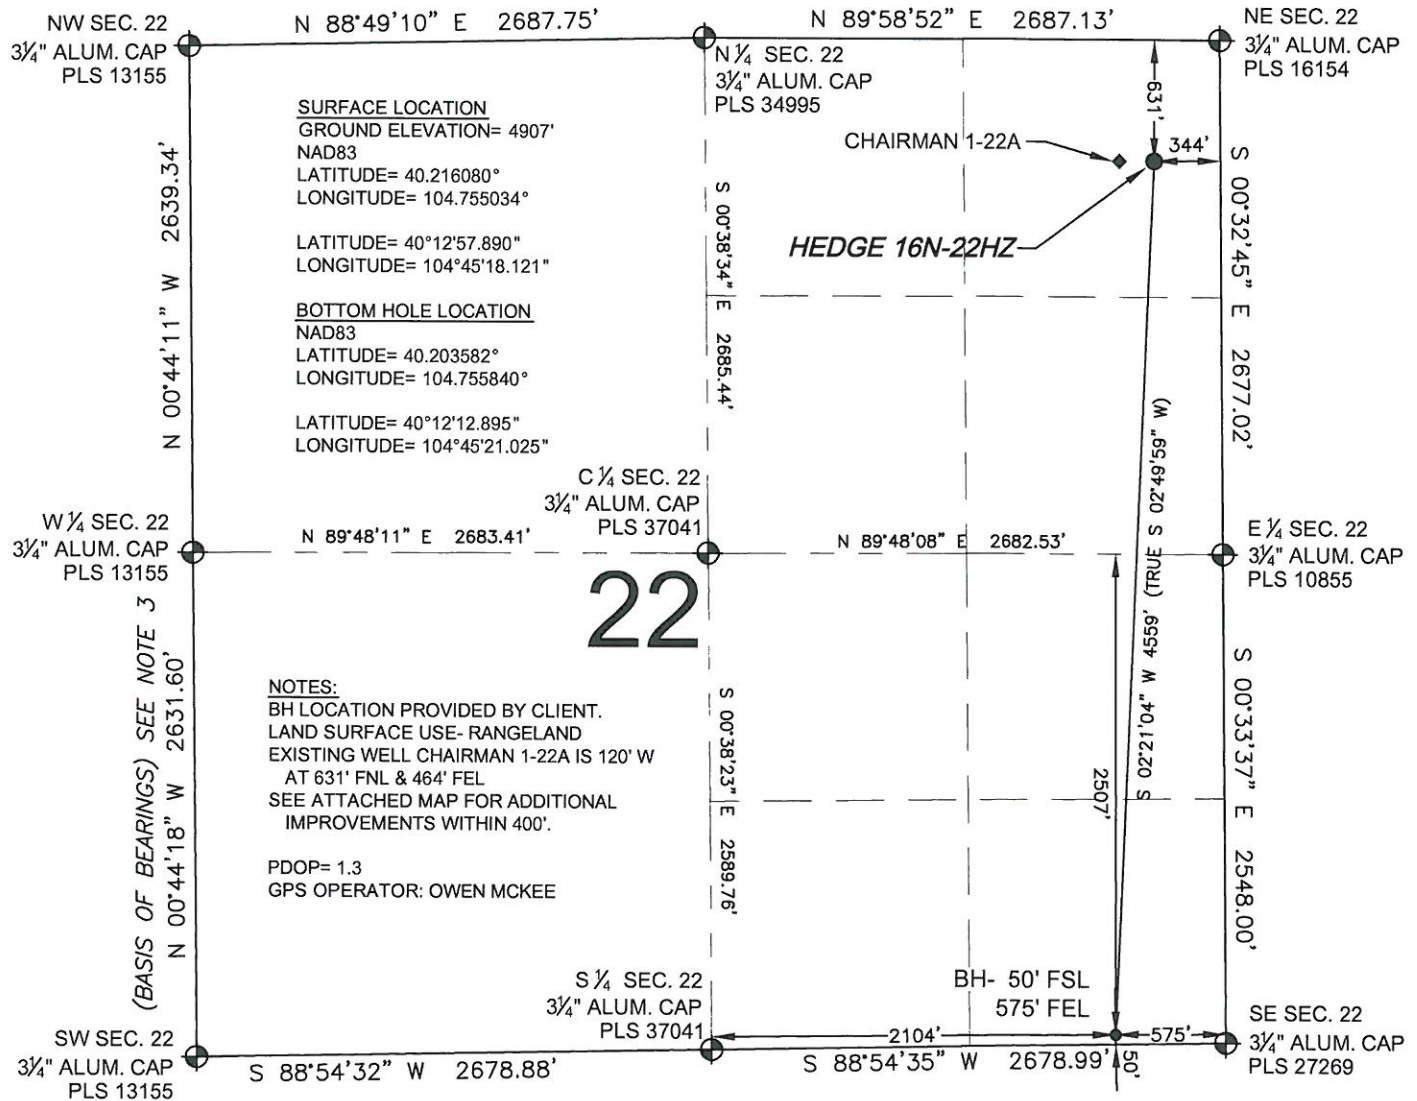 NW SEC. 22
3¼" ALUM. CAP
PLS 13155
N 88°49'10" E 2687.75'
N 89°58'52" E 2687.13'
NE SEC. 22
3¼" ALUM. CAP
PLS 16154
N ¼ SEC. 22
3¼" ALUM. CAP
PLS 34995
SURFACE LOCATION
GROUND ELEVATION= 4907'
NAD83
LATITUDE= 40.216080°
LONGITUDE= 104.755034°
LATITUDE= 40°12'57.890"
LONGITUDE= 104°45'18.121"
BOTTOM HOLE LOCATION
NAD83
LATITUDE= 40.203582°
LONGITUDE= 104.755840°
LATITUDE= 40°12'12.895"
LONGITUDE= 104°45'21.025"
631'
344'
CHAIRMAN 1-22A
HEDGE 16N-22HZ
N 00°44'11" W 2639.34'
S 00°38'34" E 2685.44'
S 00°32'45" E 2677.02'
C ¼ SEC. 22
3¼" ALUM. CAP
PLS 37041
W ¼ SEC. 22
3¼" ALUM. CAP
PLS 13155
N 89°48'11" E 2683.41'
N 89°48'08" E 2682.53'
E ¼ SEC. 22
3¼" ALUM. CAP
PLS 10855
22
S 02°21'04" W 4559' (TRUE S 02°49'59" W)
(BASIS OF BEARINGS) SEE NOTE 3
N 00°44'18" W 2631.60'
NOTES:
BH LOCATION PROVIDED BY CLIENT.
LAND SURFACE USE- RANGELAND
EXISTING WELL CHAIRMAN 1-22A IS 120' W
AT 631' FNL & 464' FEL
SEE ATTACHED MAP FOR ADDITIONAL
IMPROVEMENTS WITHIN 400'.
PDOP= 1.3
GPS OPERATOR: OWEN MCKEE
S 00°38'23" E 2589.76'
2507'
S 00°33'37" E 2548.00'
S ¼ SEC. 22
3¼" ALUM. CAP
PLS 37041
BH- 50' FSL
575' FEL
2104'
575'
50'
SW SEC. 22
3¼" ALUM. CAP
PLS 13155
S 88°54'32" W 2678.88'
S 88°54'35" W 2678.99'
SE SEC. 22
3¼" ALUM. CAP
PLS 27269